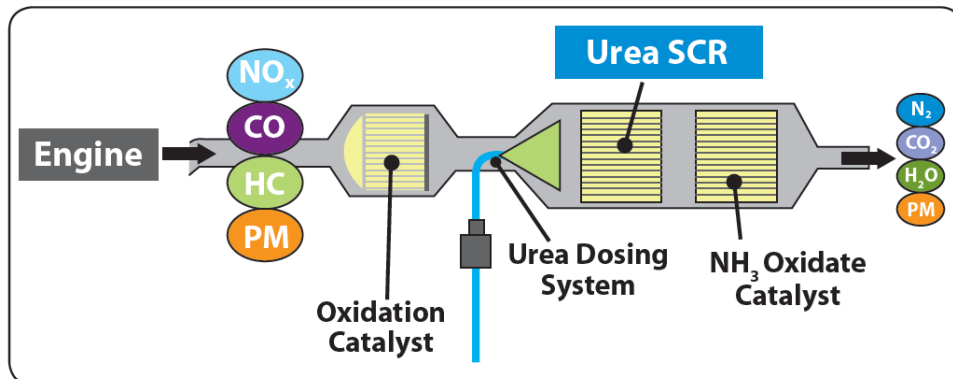 Urea SCR
NOₓ
CO
HC
PM
Engine
N₂
CO₂
H₂O
PM
Oxidation
Catalyst
Urea Dosing
System
NH₃ Oxidate
Catalyst